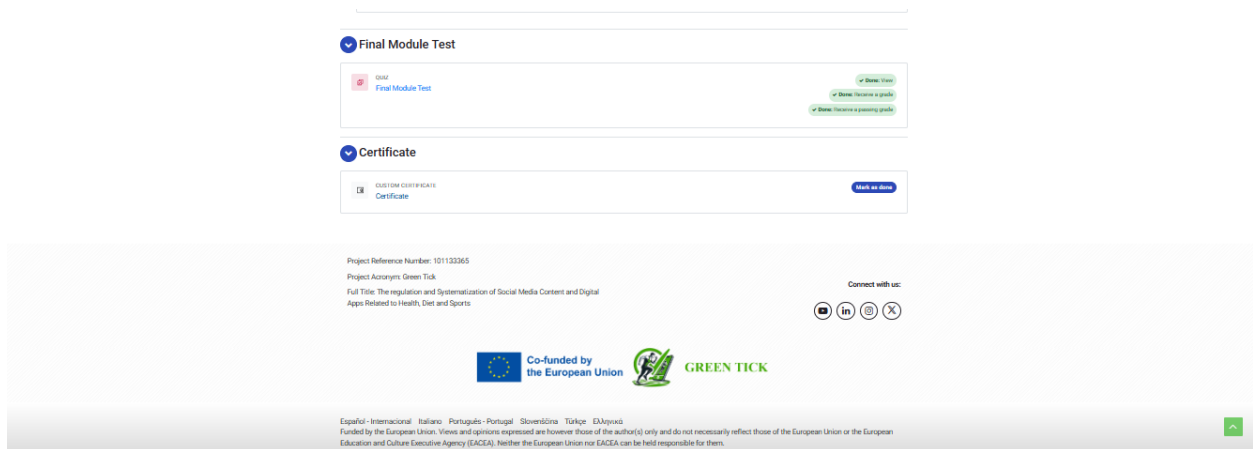 Final Module Test
QUIZ
Final Module Test
Done: View
Done: Receive a grade
Done: Receive a passing grade
Certificate
CUSTOM CERTIFICATE
Certificate
Mark as done
Project Reference Number: 101133365
Project Acronym: Green Tick
Full Title: The regulation and Systematization of Social Media Content and Digital
Apps Related to Health, Diet and Sports
Connect with us:
Co-funded by
the European Union
GREEN TICK
Español - Internacional Italiano Português - Portugal Slovenščina Türkçe Ελληνικά
Funded by the European Union. Views and opinions expressed are however those of the author(s) only and do not necessarily reflect those of the European Union or the European
Education and Culture Executive Agency (EACEA). Neither the European Union nor EACEA can be held responsible for them.